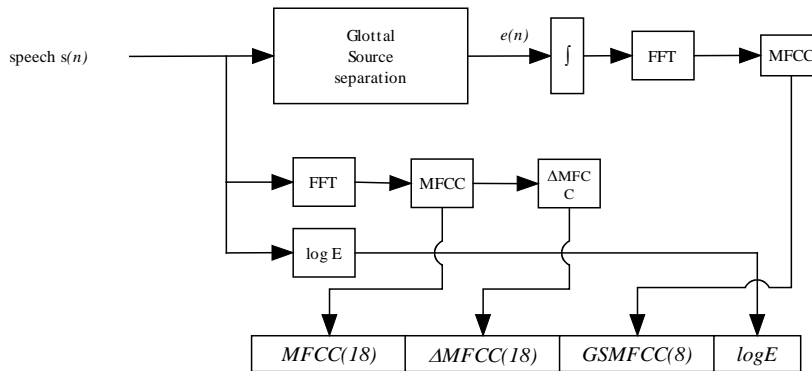 Glottal
Source
separation
speech s(n)
e(n)
∫
FFT
MFCC
FFT
MFCC
ΔMFC
C
log E
MFCC(18)
ΔMFCC(18)
GSMFCC(8)
logE